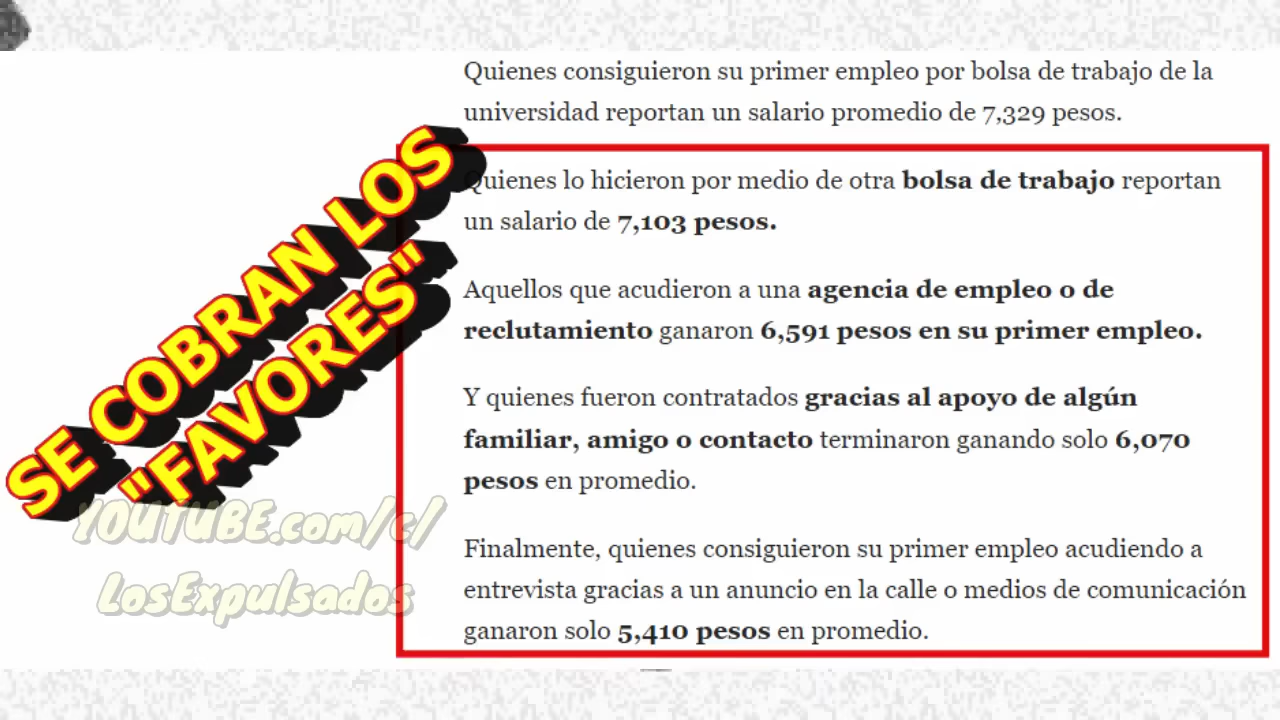 Quienes consiguieron su primer empleo por bolsa de trabajo de la
universidad reportan un salario promedio de 7,329 pesos.
Quienes lo hicieron por medio de otra bolsa de trabajo reportan
un salario de 7,103 pesos.
Aquellos que acudieron a una agencia de empleo o de
reclutamiento ganaron 6,591 pesos en su primer empleo.
Y quienes fueron contratados gracias al apoyo de algún
familiar, amigo o contacto terminaron ganando solo 6,070
pesos en promedio.
Finalmente, quienes consiguieron su primer empleo acudiendo a
entrevista gracias a un anuncio en la calle o medios de comunicación
ganaron solo 5,410 pesos en promedio.
SE COBRAN LOS
"FAVORES"
YOUTUBE.com/c/
LosExpulsados